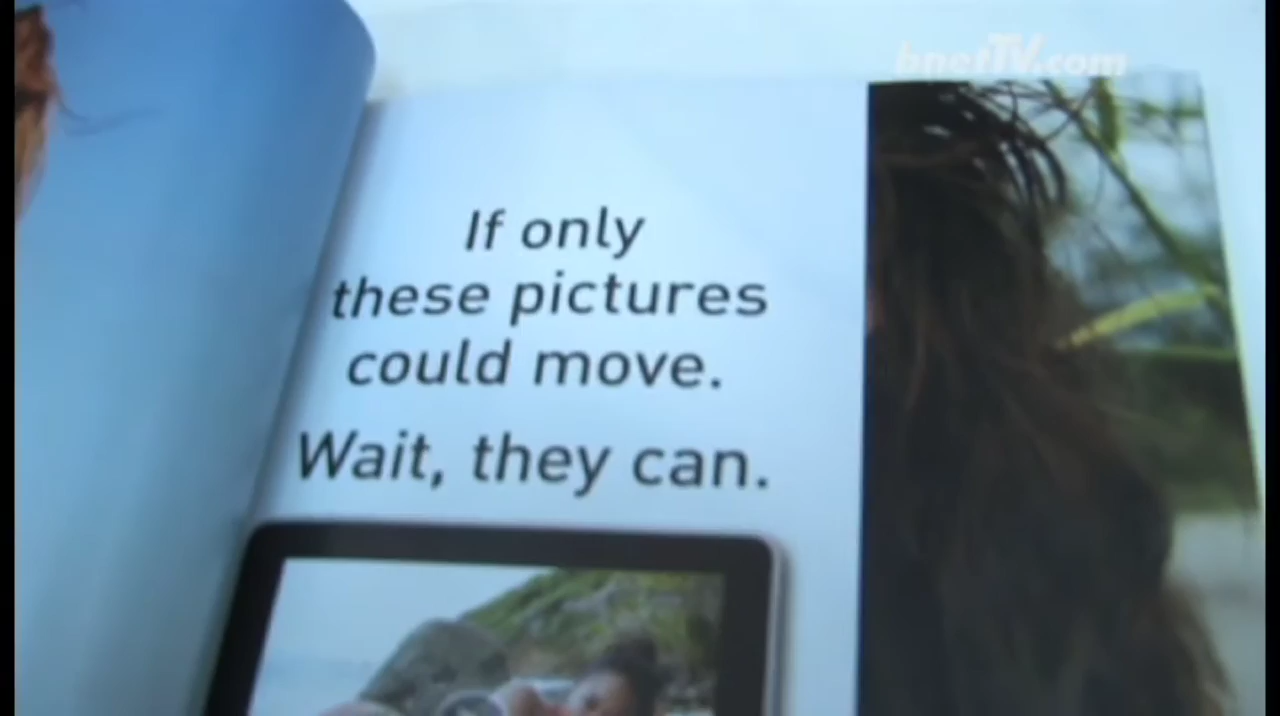 bnetTV.com
If only
these pictures
could move.
Wait, they can.